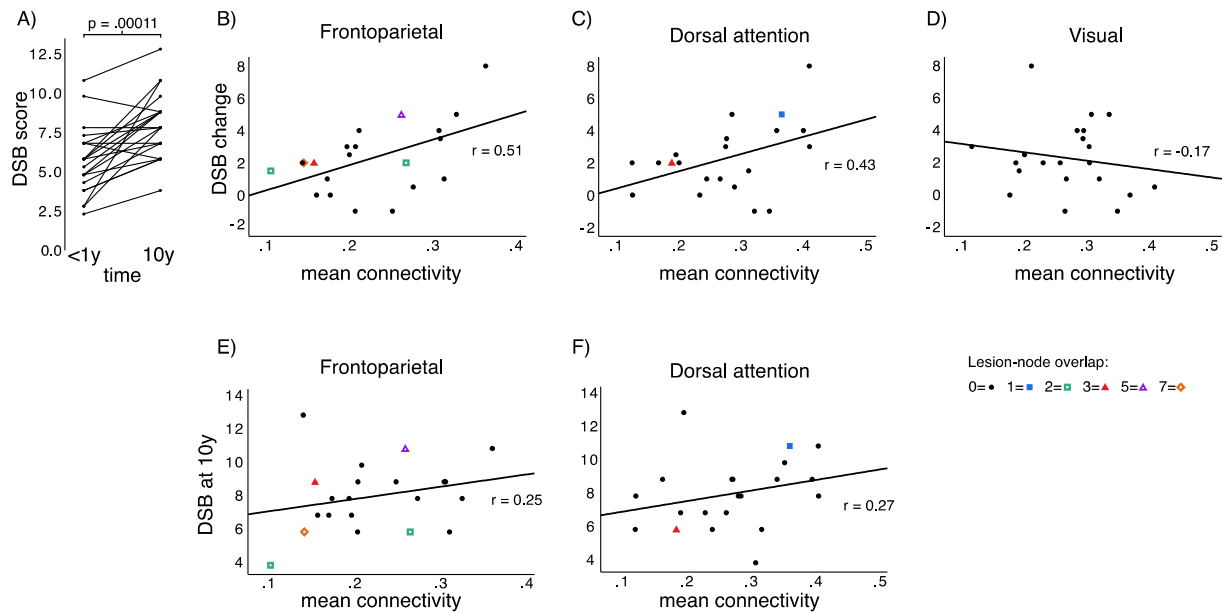 A)
p = .00011
DSB score
12.5
10.0
7.5
5.0
2.5
0.0
<1y
10y
time
B)
Frontoparietal
DSB change
8
6
4
2
0
-2
r = 0.51
.1
.2
.3
.4
mean connectivity
C)
Dorsal attention
8
6
4
2
0
-2
r = 0.43
.1
.2
.3
.4
.5
mean connectivity
D)
Visual
8
6
4
2
0
-2
r = -0.17
.1
.2
.3
.4
.5
mean connectivity
E)
Frontoparietal
DSB at 10y
14
12
10
8
6
4
r = 0.25
.1
.2
.3
.4
mean connectivity
F)
Dorsal attention
14
12
10
8
6
4
r = 0.27
.1
.2
.3
.4
.5
mean connectivity
Lesion-node overlap:
0= 1= 2= 3= 5= 7=